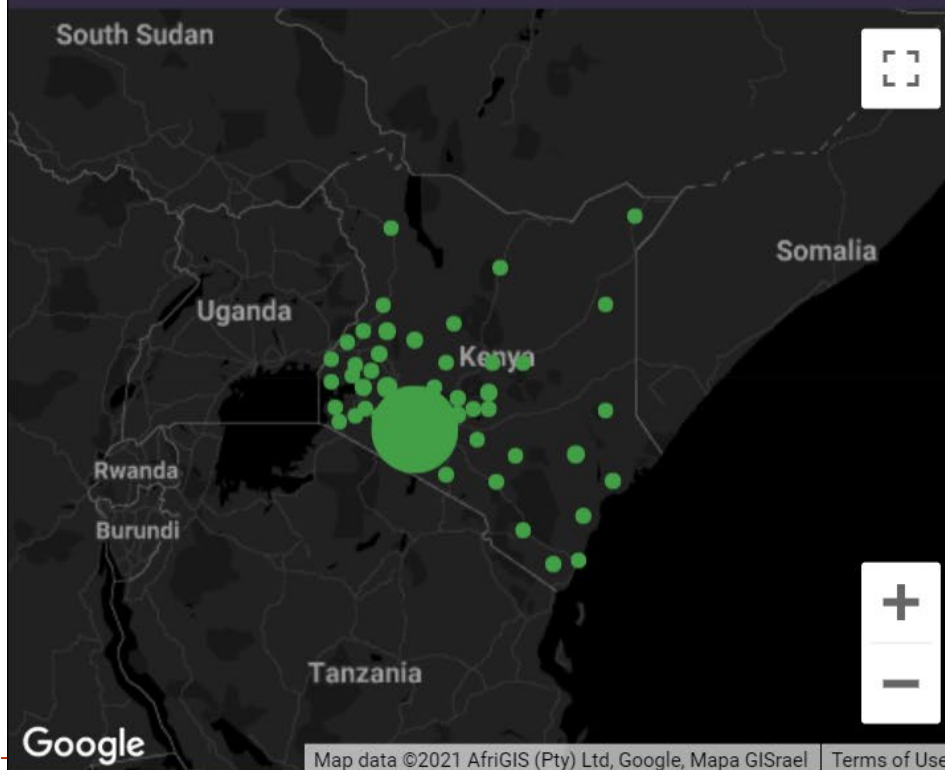 South Sudan
Somalia
Uganda
Kenya
Rwanda
Burundi
Tanzania
Google
Map data ©2021 AfriGIS (Pty) Ltd, Google, Mapa GISrael
Terms of Use